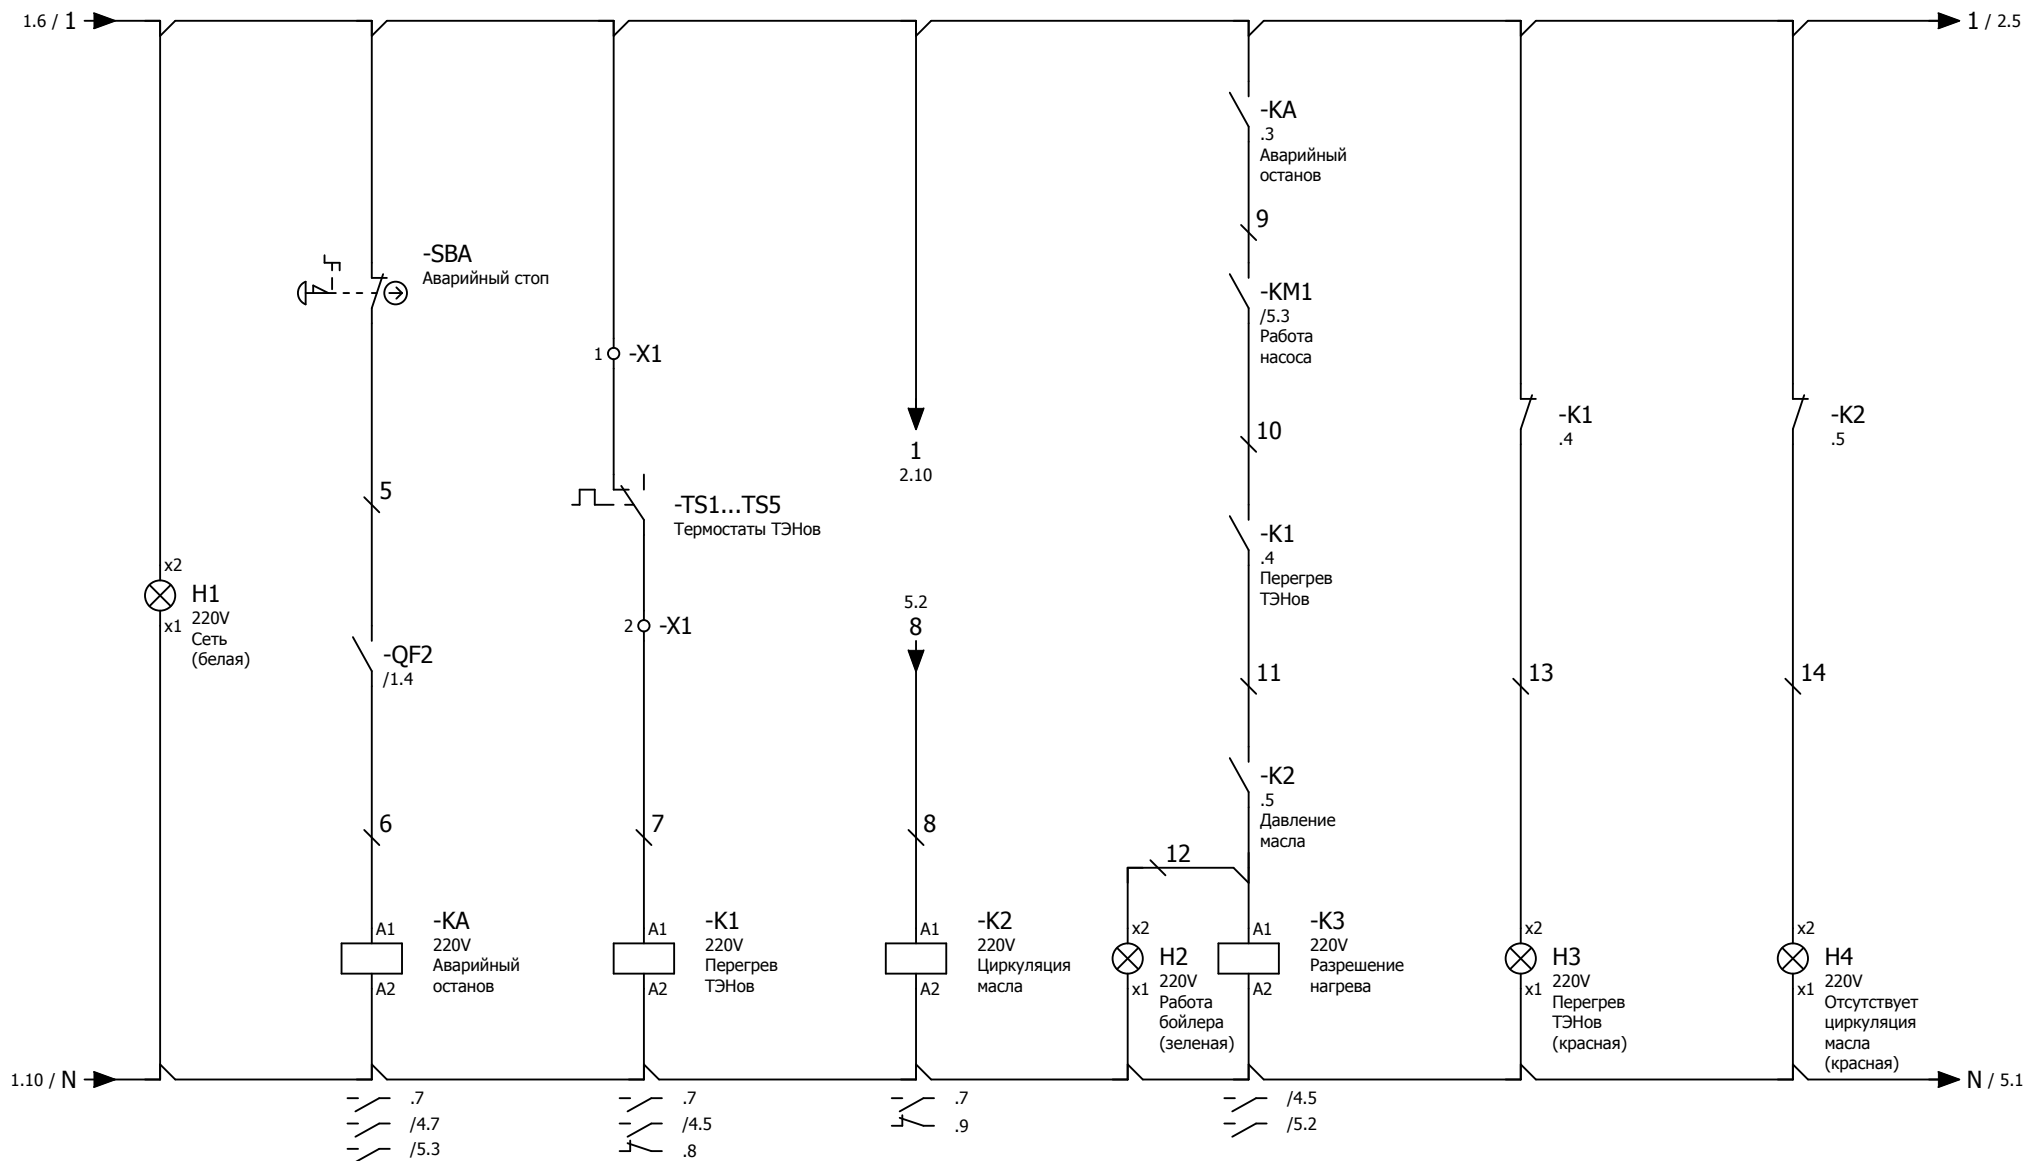 1.6 / 1
1 / 2.5
-KA
.3
Аварийный
останов
9
-SBA
Аварийный стоп
-KM1
/5.3
Работа
насоса
1
-X1
1
2.10
10
-K1
.4
-K2
.5
5
-TS1...TS5
Термостаты ТЭНов
-K1
.4
Перегрев
ТЭНов
x2
H1
220V
x1
Сеть
(белая)
5.2
8
2
-X1
-QF2
/1.4
11
13
14
-K2
.5
Давление
масла
6
7
8
12
A1
-KA
220V
Аварийный
останов
A2
A1
-K1
220V
Перегрев
ТЭНов
A2
A1
-K2
220V
Циркуляция
масла
A2
x2
H2
220V
x1
Работа
бойлера
(зеленая)
A1
-K3
220V
Разрешение
нагрева
A2
x2
H3
220V
x1
Перегрев
ТЭНов
(красная)
x2
H4
220V
x1
Отсутствует
циркуляция
масла
(красная)
1.10 / N
N / 5.1
.7
/4.7
/5.3
.7
/4.5
.8
.7
.9
/4.5
/5.2